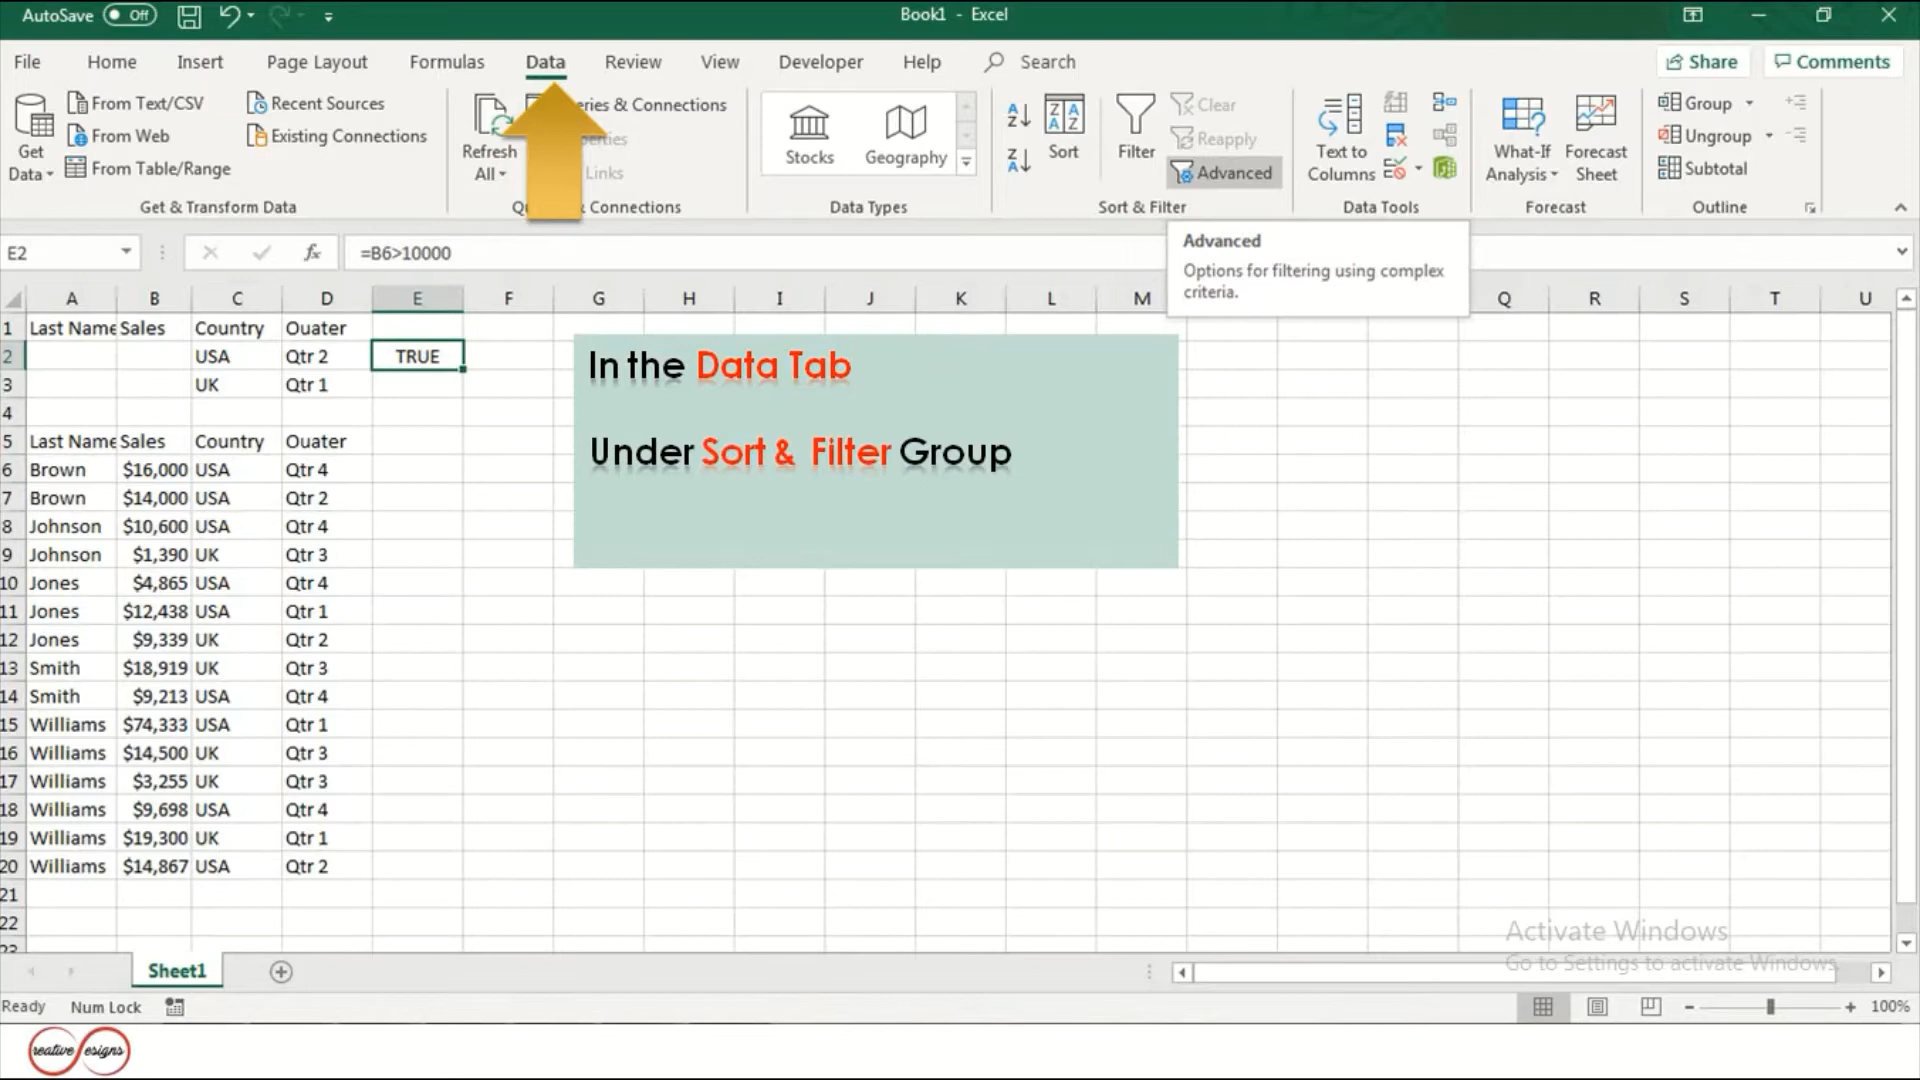 AutoSave Off
Book1 - Excel
File Home Insert Page Layout Formulas Data Review View Developer Help Search Share Comments
Get Data
From Text/CSV
From Web
From Table/Range
Recent Sources
Existing Connections
Get & Transform Data
Refresh All
& Connections
Links
& Connections
Stocks
Geography
Data Types
Sort
Filter
Clear
Reapply
Advanced
Sort & Filter
Text to Columns
Data Tools
What-If Analysis
Forecast Sheet
Forecast
Group
Ungroup
Subtotal
Outline
E2
fx
=B6>10000
Advanced
Options for filtering using complex
criteria.
A B C D E F G H I J K L M Q R S T U
1 Last Name Sales Country Ouater
2 USA Qtr 2 TRUE
3 UK Qtr 1
4
5 Last Name Sales Country Ouater
6 Brown $16,000 USA Qtr 4
7 Brown $14,000 USA Qtr 2
8 Johnson $10,600 USA Qtr 4
9 Johnson $1,390 UK Qtr 3
10 Jones $4,865 USA Qtr 4
11 Jones $12,438 USA Qtr 1
12 Jones $9,339 UK Qtr 2
13 Smith $18,919 UK Qtr 3
14 Smith $9,213 USA Qtr 4
15 Williams $74,333 USA Qtr 1
16 Williams $14,500 UK Qtr 3
17 Williams $3,255 UK Qtr 3
18 Williams $9,698 USA Qtr 4
19 Williams $19,300 UK Qtr 1
20 Williams $14,867 USA Qtr 2
21
22
23
In the Data Tab
Under Sort & Filter Group
Activate Windows
Go to Settings to activate Windows.
Sheet1
Ready Num Lock
100%
reative esigns